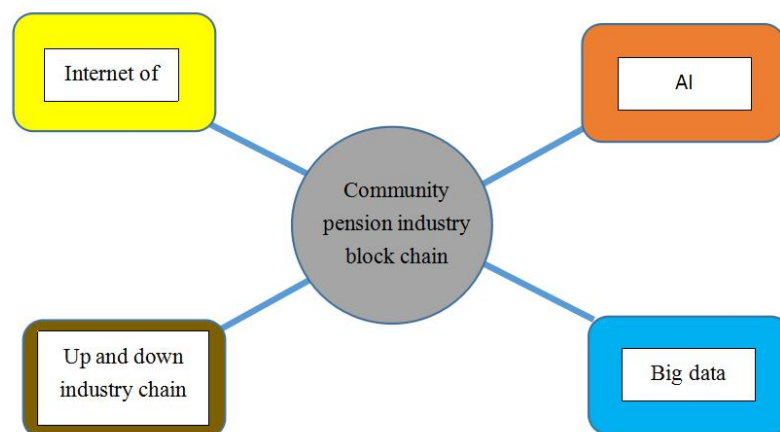 Internet of
AI
Community
pension industry
block chain
Up and down
industry chain
Big data